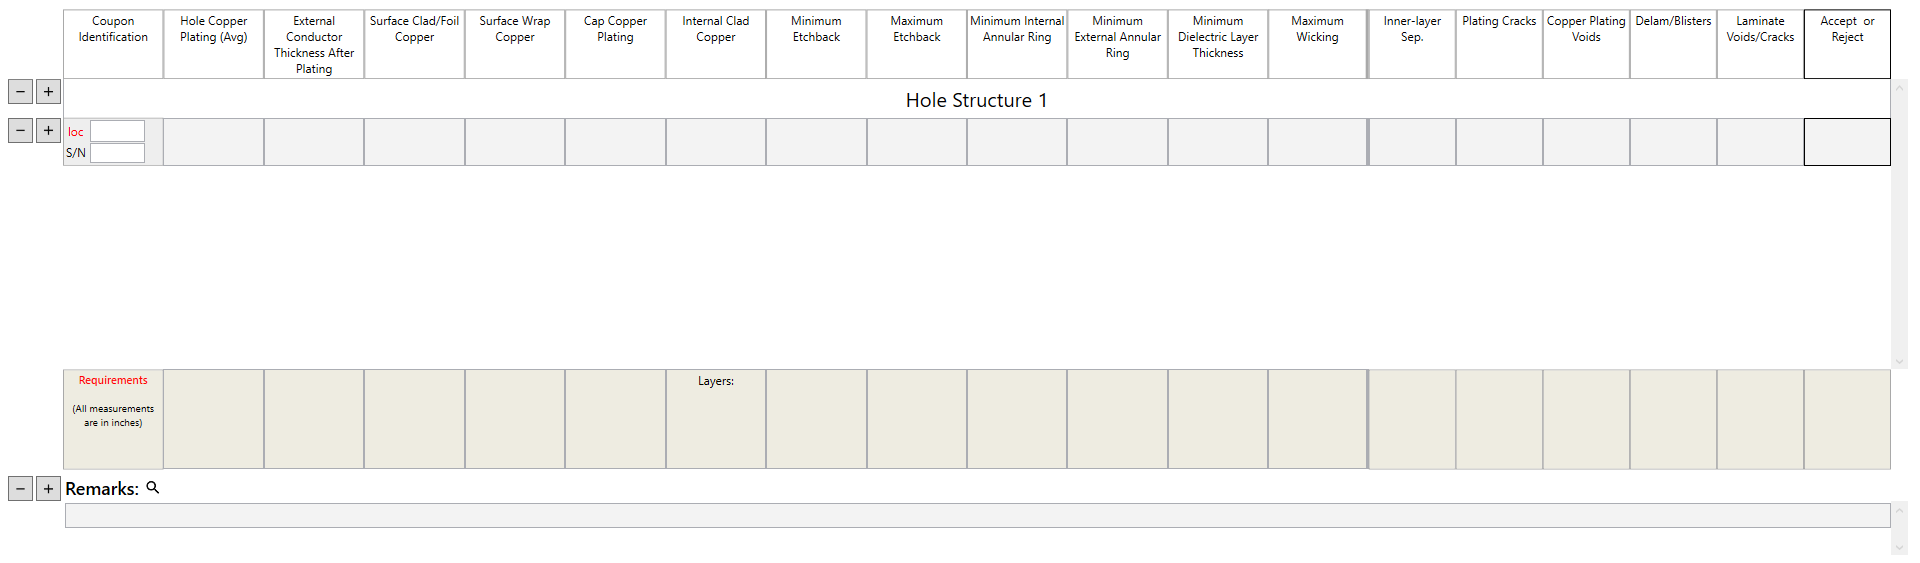 Coupon
Identification
Hole Copper
Plating (Avg)
External
Conductor
Thickness After
Plating
Surface Clad/Foil
Copper
Surface Wrap
Copper
Cap Copper
Plating
Internal Clad
Copper
Minimum
Etchback
Maximum
Etchback
Minimum Internal
Annular Ring
Minimum
External Annular
Ring
Minimum
Dielectric Layer
Thickness
Maximum
Wicking
Inner-layer
Sep.
Plating Cracks
Copper Plating
Voids
Delam/Blisters
Laminate
Voids/Cracks
Accept or
Reject
− +
Hole Structure 1
− +
loc
S/N
Requirements
(All measurements
are in inches)
Layers:
− +
Remarks: